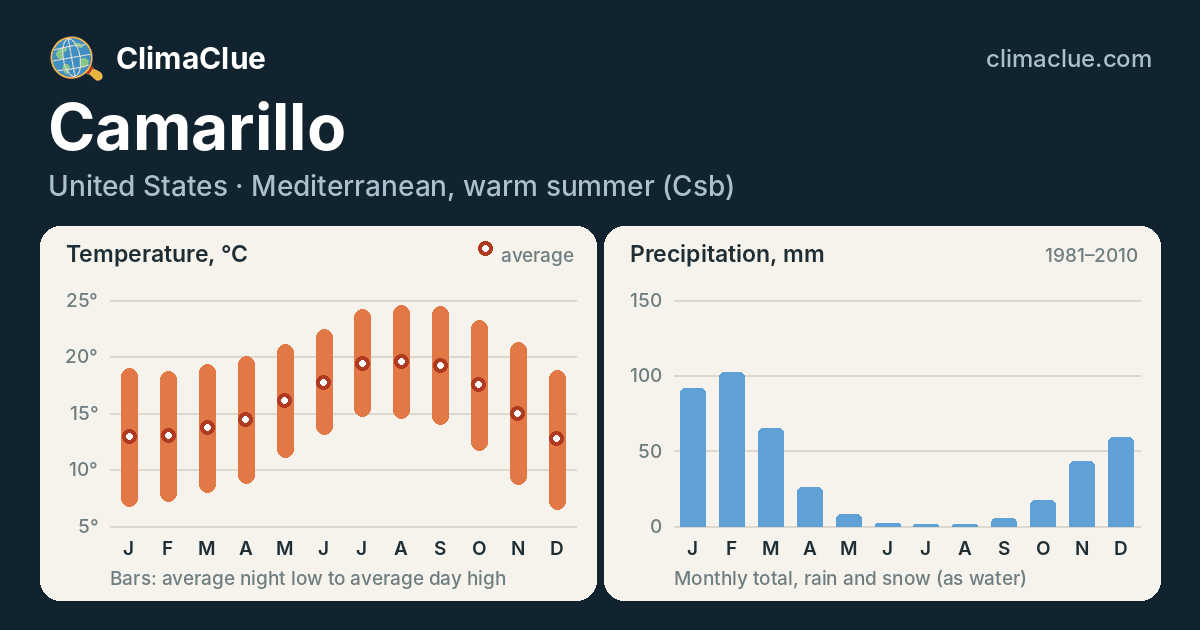 ClimaClue
climaclue.com
Camarillo
United States · Mediterranean, warm summer (Csb)
Temperature, °C
average
25°
20°
15°
10°
5°
J F M A M J J A S O N D
Bars: average night low to average day high
Precipitation, mm
1981–2010
150
100
50
0
J F M A M J J A S O N D
Monthly total, rain and snow (as water)